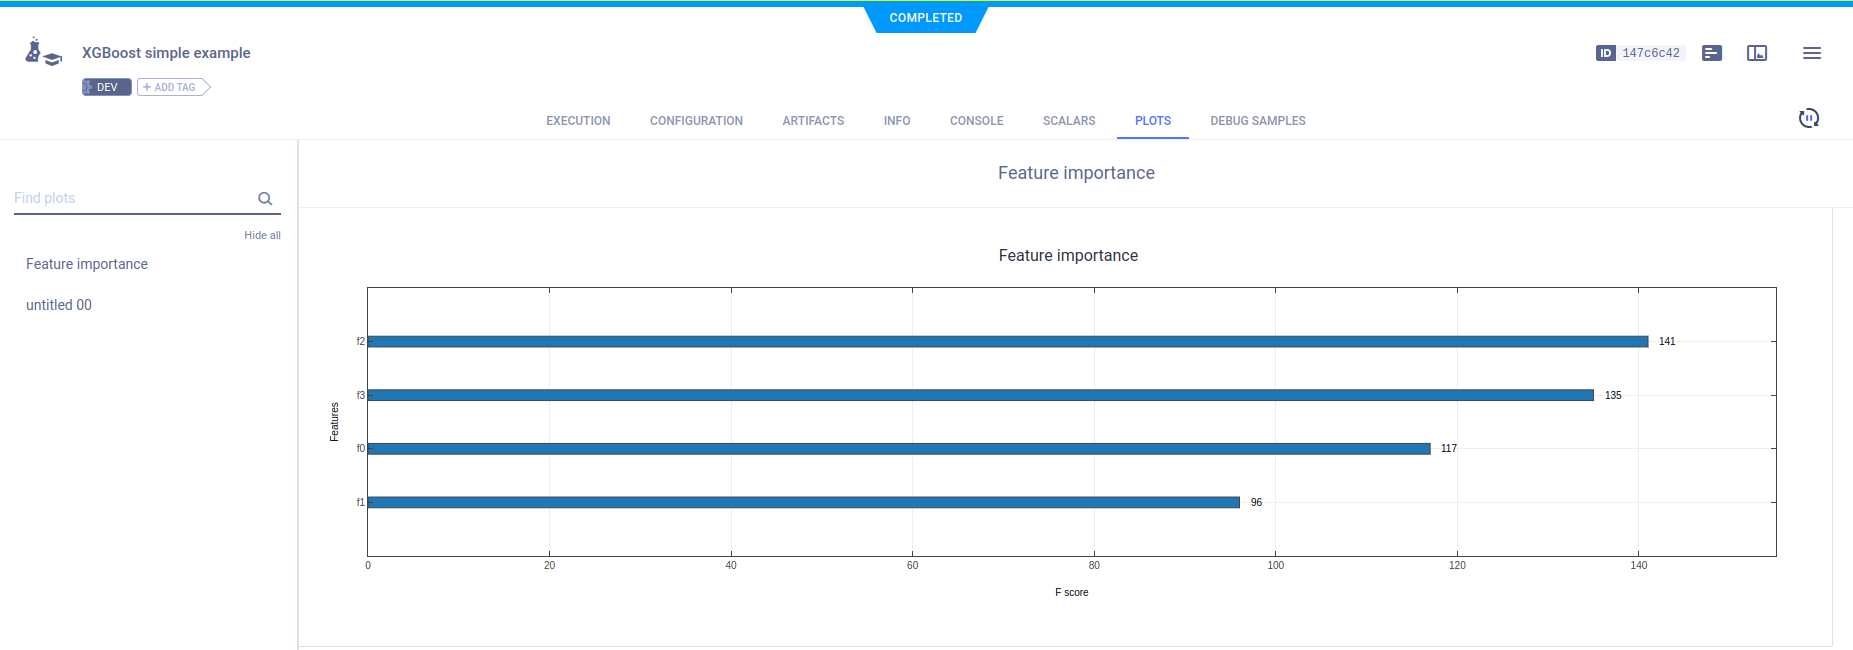 COMPLETED
XGBoost simple example
ID 147c6c42
DEV + ADD TAG
EXECUTION CONFIGURATION ARTIFACTS INFO CONSOLE SCALARS PLOTS DEBUG SAMPLES
Find plots
Hide all
Feature importance
untitled 00
Feature importance
Feature importance
Features
f2 141
f3 135
f0 117
f1 96
0 20 40 60 80 100 120 140
F score